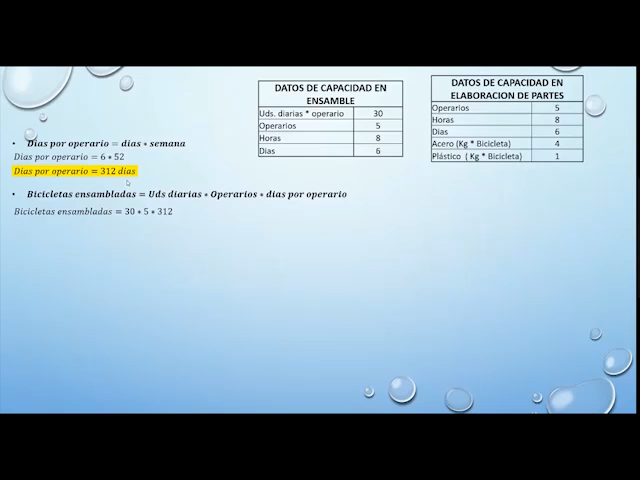 DATOS DE CAPACIDAD EN
ENSAMBLE
Uds. diarias * operario 30
Operarios 5
Horas 8
Dias 6
DATOS DE CAPACIDAD EN
ELABORACION DE PARTES
Operarios 5
Horas 8
Dias 6
Acero (Kg * Bicicleta) 4
Plástico ( Kg * Bicicleta) 1
• Dias por operario = dias * semana
Dias por operario = 6 * 52
Dias por operario = 312 dias
• Bicicletas ensambladas = Uds diarias * Operarios * dias por operario
Bicicletas ensambladas = 30 * 5 * 312